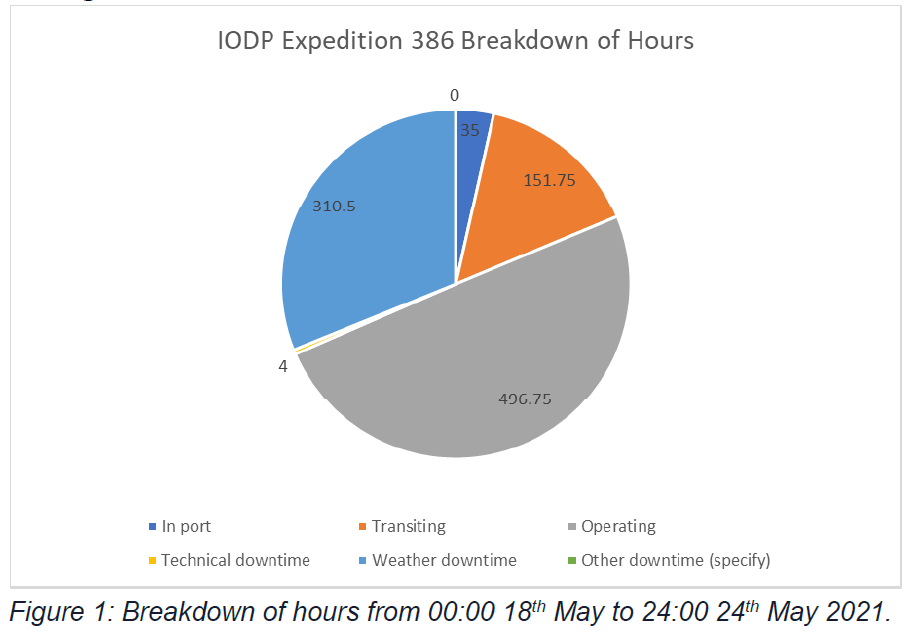 IODP Expedition 386 Breakdown of Hours
0
35
151.75
310.5
4
496.75
In port Transiting Operating
Technical downtime Weather downtime Other downtime (specify)
Figure 1: Breakdown of hours from 00:00 18th May to 24:00 24th May 2021.